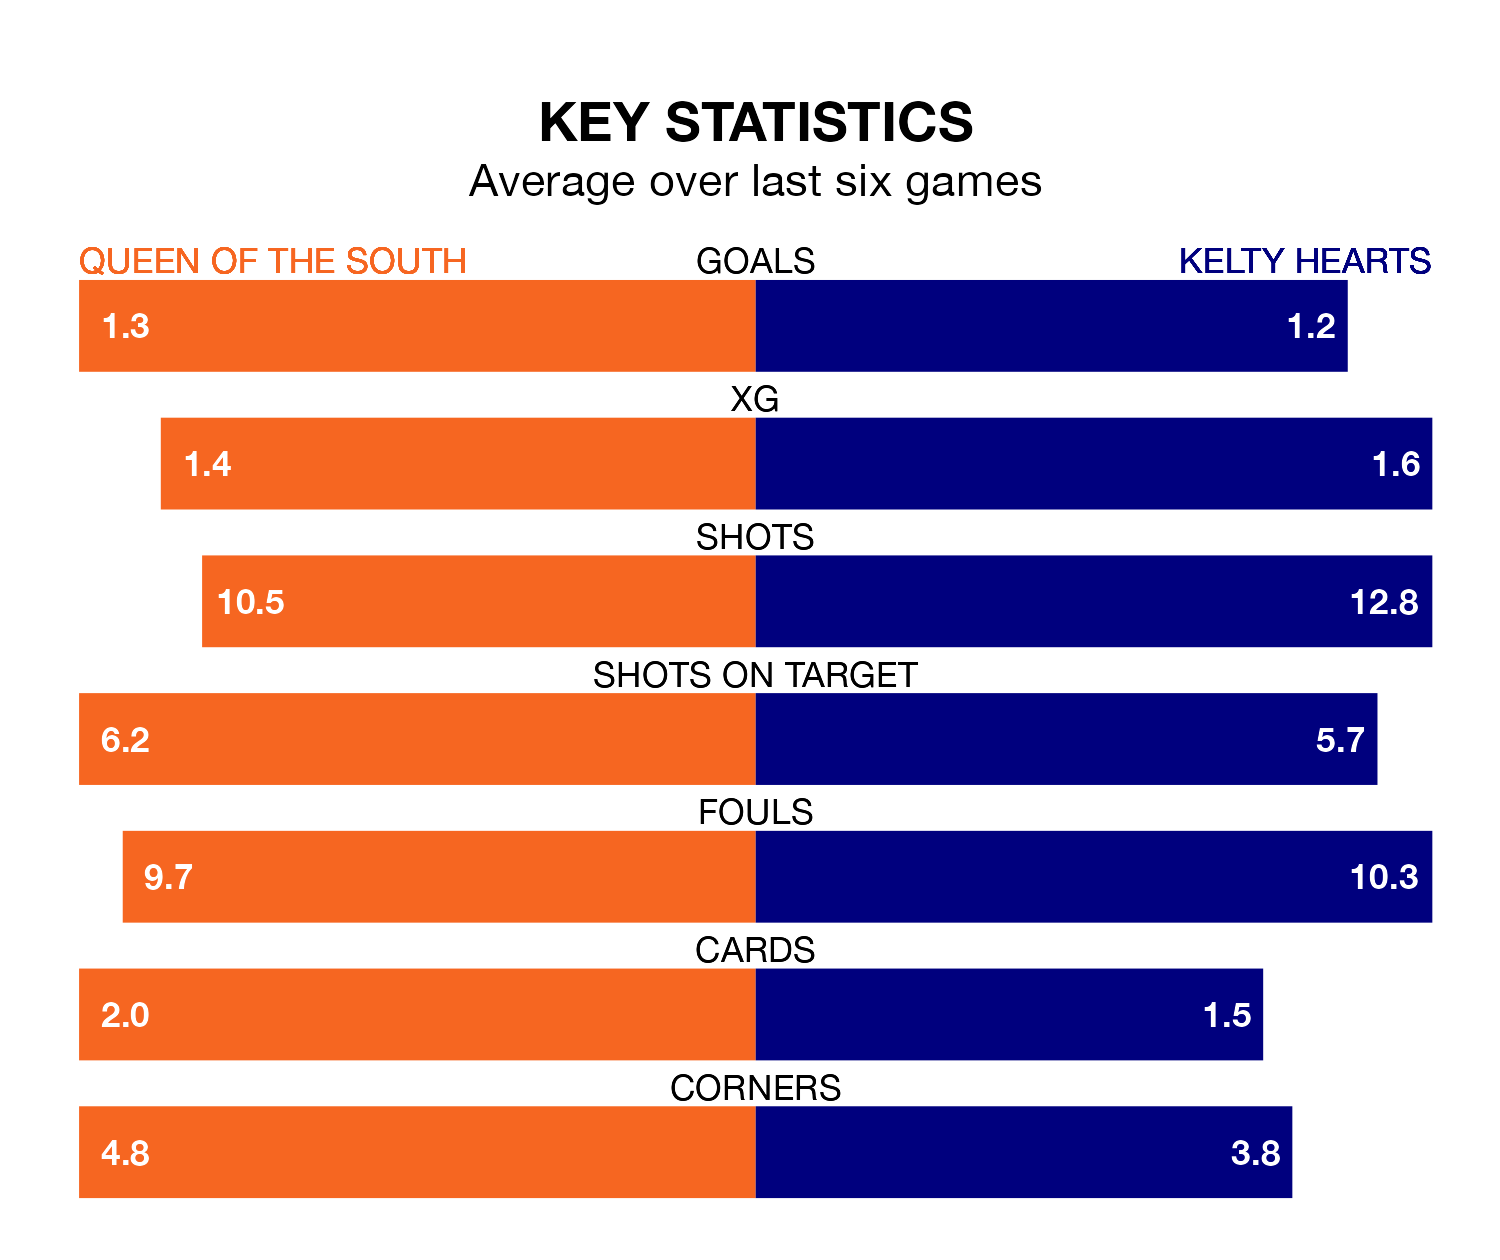 KEY STATISTICS
Average over last six games
QUEEN OF THE SOUTH GOALS KELTY HEARTS
1.3 1.2
XG
1.4 1.6
SHOTS
10.5 12.8
SHOTS ON TARGET
6.2 5.7
FOULS
9.7 10.3
CARDS
2.0 1.5
CORNERS
4.8 3.8